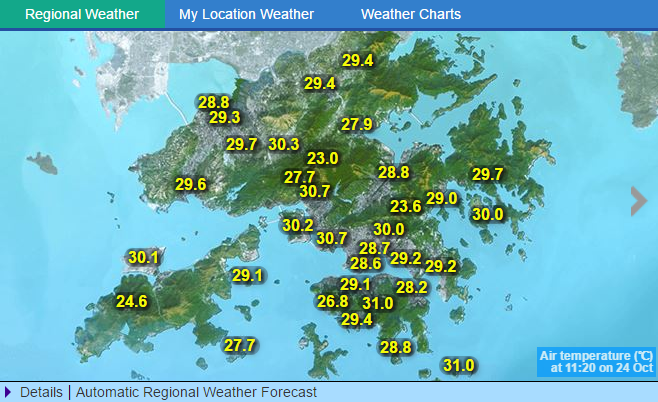 Regional Weather My Location Weather Weather Charts
29.4
29.4
28.8
29.3
27.9
29.7 30.3
23.0
27.7 28.8 29.7
29.6 30.7
23.6 29.0
30.0
30.2 30.0
30.7
28.7
30.1 28.6 29.2 29.2
29.1
29.1 28.2
24.6 26.8 31.0
29.4
27.7 28.8
31.0
Air temperature (℃)
at 11:20 on 24 Oct
Details | Automatic Regional Weather Forecast